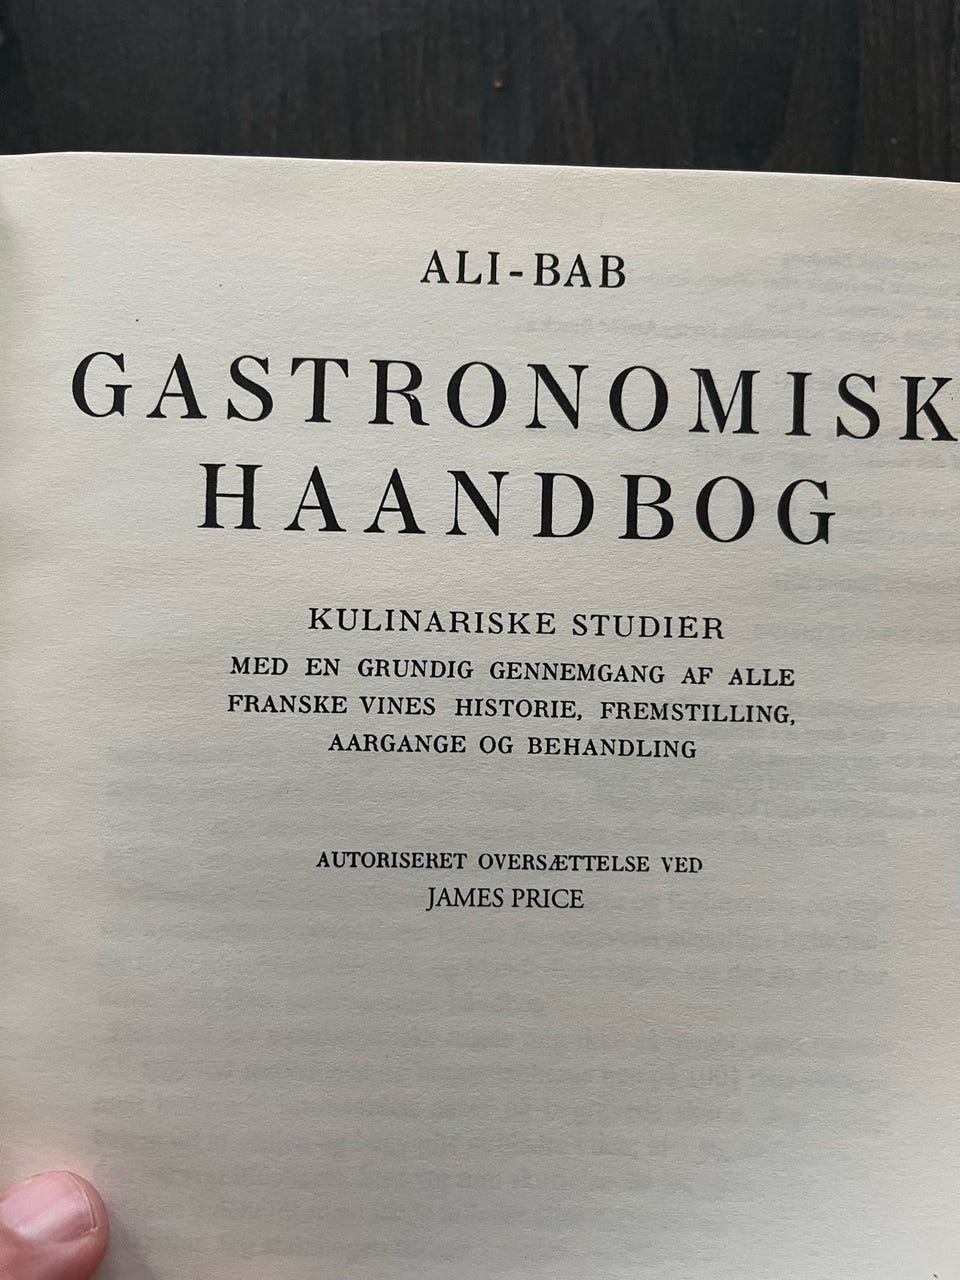 ALI-BAB
GASTRONOMISK
HAANDBOG
KULINARISKE STUDIER
MED EN GRUNDIG GENNEMGANG AF ALLE
FRANSKE VINES HISTORIE, FREMSTILLING,
AARGANGE OG BEHANDLING
AUTORISERET OVERSÆTTELSE VED
JAMES PRICE